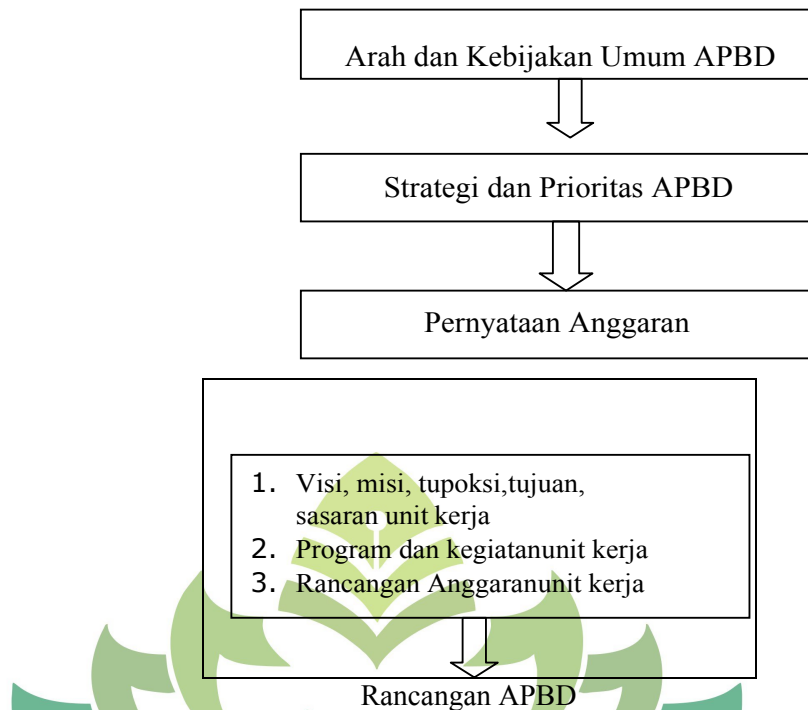 Arah dan Kebijakan Umum APBD
Strategi dan Prioritas APBD
Pernyataan Anggaran
1. Visi, misi, tupoksi,tujuan,
sasaran unit kerja
2. Program dan kegiatanunit kerja
3. Rancangan Anggaranunit kerja
Rancangan APBD